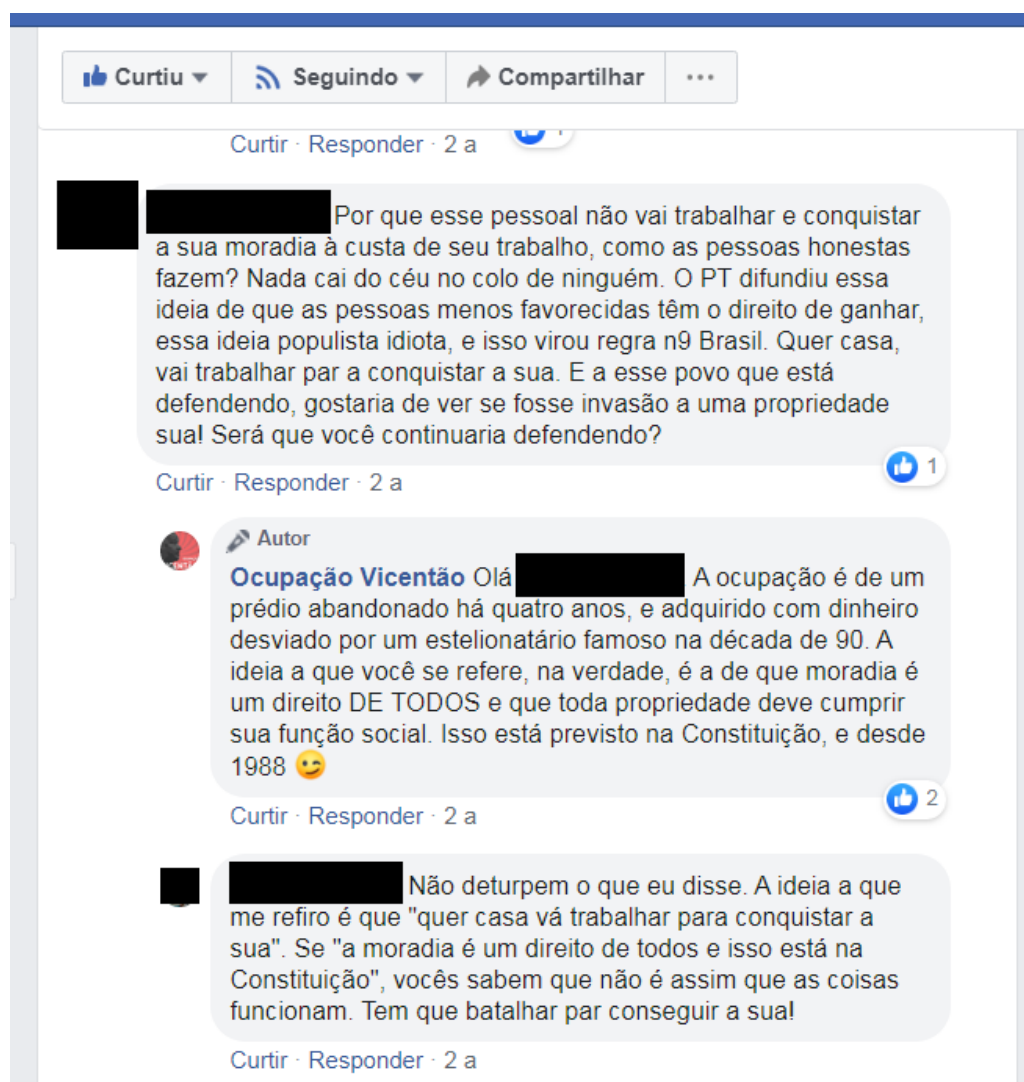 Curtiu
Seguindo
Compartilhar
Curtir · Responder · 2 a
Por que esse pessoal não vai trabalhar e conquistar
a sua moradia à custa de seu trabalho, como as pessoas honestas
fazem? Nada cai do céu no colo de ninguém. O PT difundiu essa
ideia de que as pessoas menos favorecidas têm o direito de ganhar,
essa ideia populista idiota, e isso virou regra n9 Brasil. Quer casa,
vai trabalhar par a conquistar a sua. E a esse povo que está
defendendo, gostaria de ver se fosse invasão a uma propriedade
sua! Será que você continuaria defendendo?
1
Curtir · Responder · 2 a
Autor
Ocupação Vicentão Olá A ocupação é de um
prédio abandonado há quatro anos, e adquirido com dinheiro
desviado por um estelionatário famoso na década de 90. A
ideia a que você se refere, na verdade, é a de que moradia é
um direito DE TODOS e que toda propriedade deve cumprir
sua função social. Isso está previsto na Constituição, e desde
1988 😉
2
Curtir · Responder · 2 a
Não deturpem o que eu disse. A ideia a que
me refiro é que "quer casa vá trabalhar para conquistar a
sua". Se "a moradia é um direito de todos e isso está na
Constituição", vocês sabem que não é assim que as coisas
funcionam. Tem que batalhar par conseguir a sua!
Curtir · Responder · 2 a